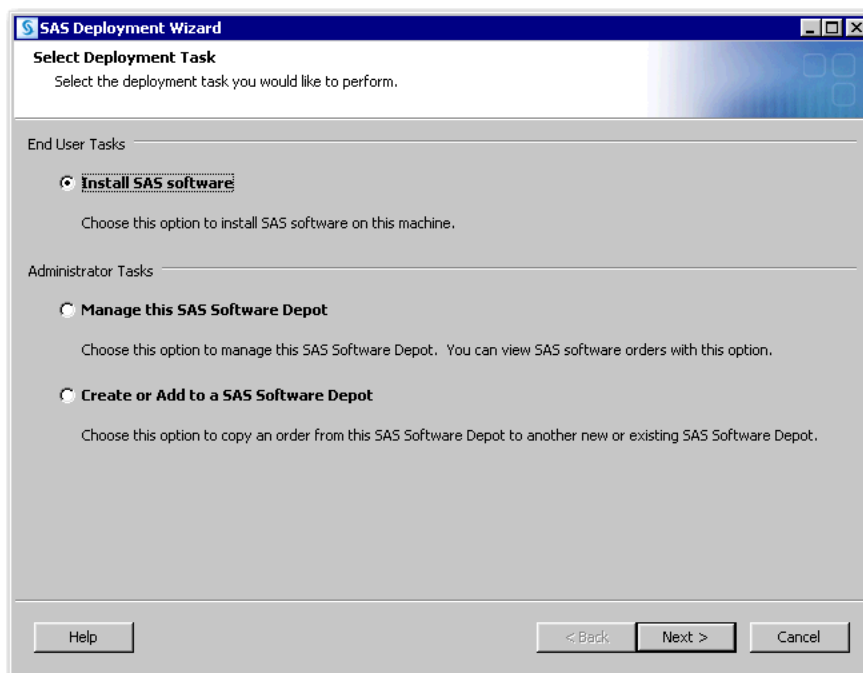 SAS Deployment Wizard
Select Deployment Task
Select the deployment task you would like to perform.
End User Tasks
Install SAS software
Choose this option to install SAS software on this machine.
Administrator Tasks
Manage this SAS Software Depot
Choose this option to manage this SAS Software Depot.  You can view SAS software orders with this option.
Create or Add to a SAS Software Depot
Choose this option to copy an order from this SAS Software Depot to another new or existing SAS Software Depot.
Help < Back Next > Cancel